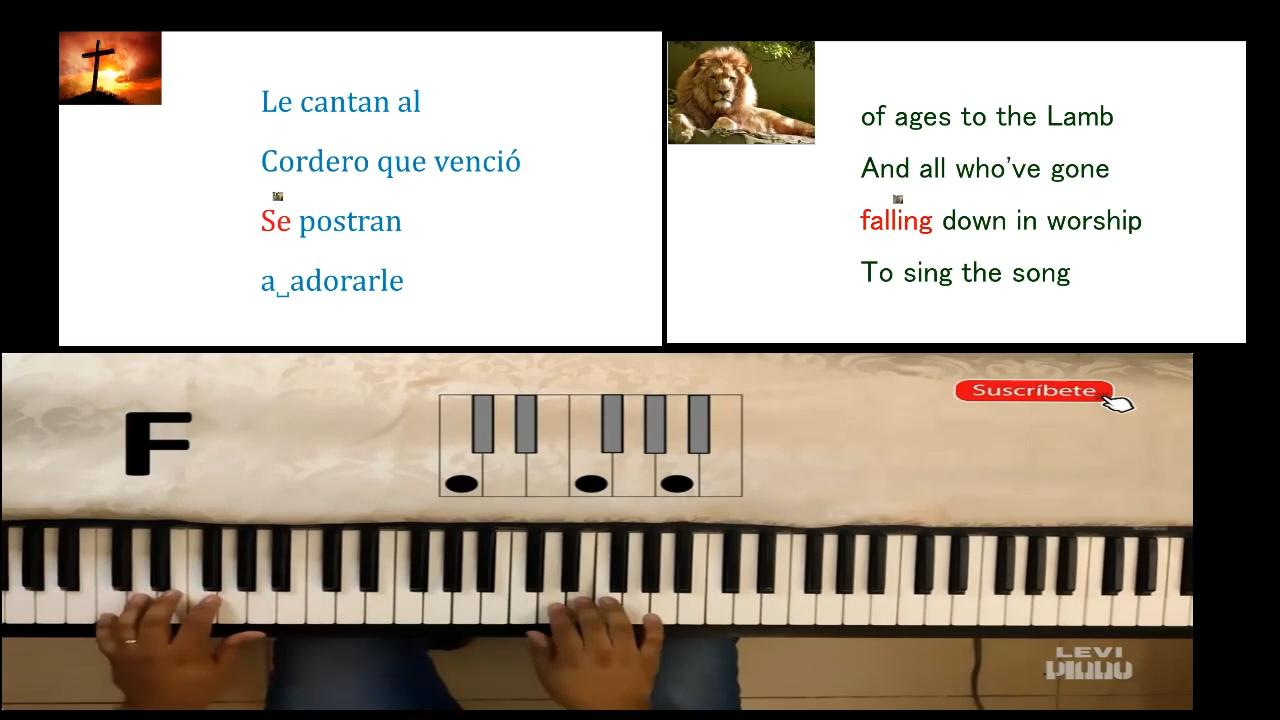 Le cantan al
Cordero que venció
Se postran
a␣adorarle
of ages to the Lamb
And all who've gone
falling down in worship
To sing the song
F
Suscríbete
LEVI
PIANO